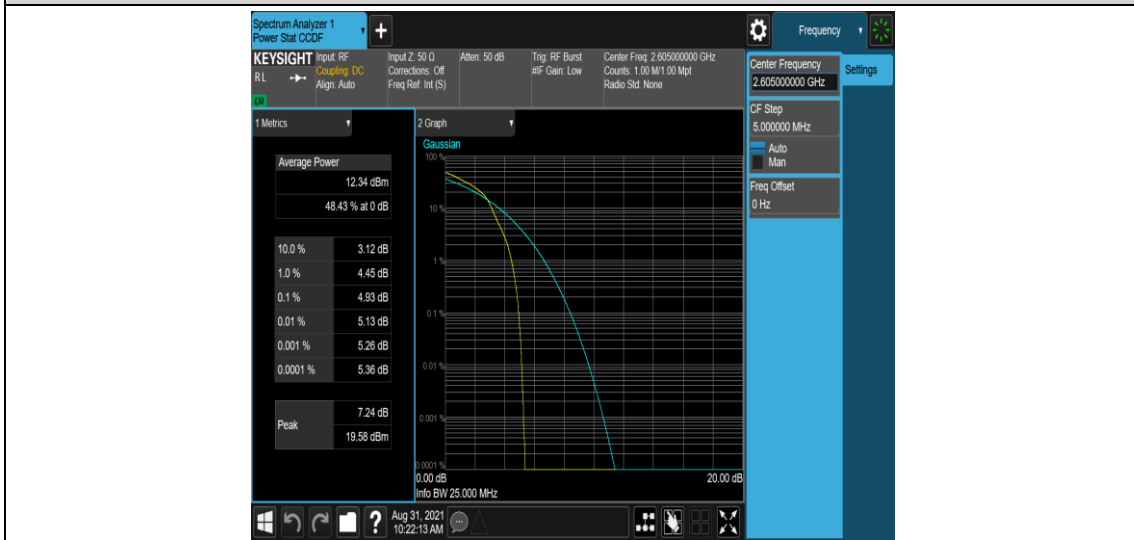 Spectrum Analyzer 1
Power Stat CCDF
+
Frequency
KEYSIGHT
RL
LXI
Input: RF
Coupling: DC
Align: Auto
Input Z: 50 Ω
Corrections: Off
Freq Ref: Int (S)
Atten: 50 dB
Trig: RF Burst
#IF Gain: Low
Center Freq: 2.605000000 GHz
Counts: 1.00 M/1.00 Mpt
Radio Std: None
Center Frequency
2.605000000 GHz
Settings
CF Step
5.000000 MHz
Auto
Man
Freq Offset
0 Hz
1 Metrics
Average Power
12.34 dBm
48.43 % at 0 dB
10.0 % 3.12 dB
1.0 % 4.45 dB
0.1 % 4.93 dB
0.01 % 5.13 dB
0.001 % 5.26 dB
0.0001 % 5.36 dB
Peak
7.24 dB
19.58 dBm
2 Graph
Gaussian
100 %
10 %
1 %
0.1 %
0.01 %
0.001 %
0.0001 %
0.00 dB 20.00 dB
Info BW 25.000 MHz
?
Aug 31, 2021
10:22:13 AM